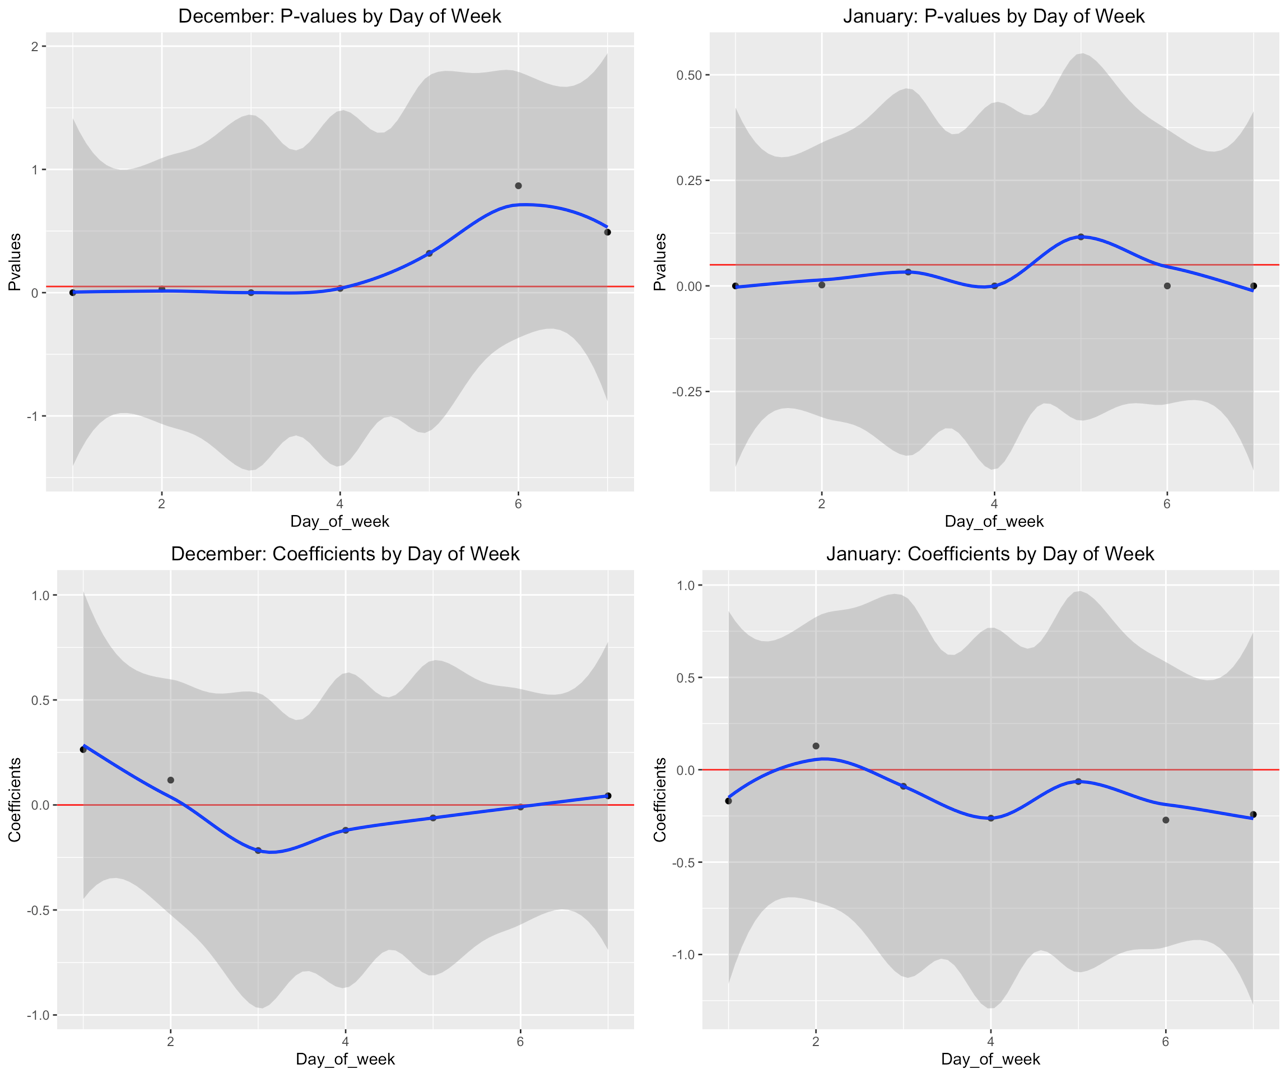 December: P-values by Day of Week
Pvalues
2
1
0
-1
2
4
6
Day_of_week
January: P-values by Day of Week
Pvalues
0.50
0.25
0.00
-0.25
2
4
6
Day_of_week
December: Coefficients by Day of Week
Coefficients
1.0
0.5
0.0
-0.5
-1.0
2
4
6
Day_of_week
January: Coefficients by Day of Week
Coefficients
1.0
0.5
0.0
-0.5
-1.0
2
4
6
Day_of_week